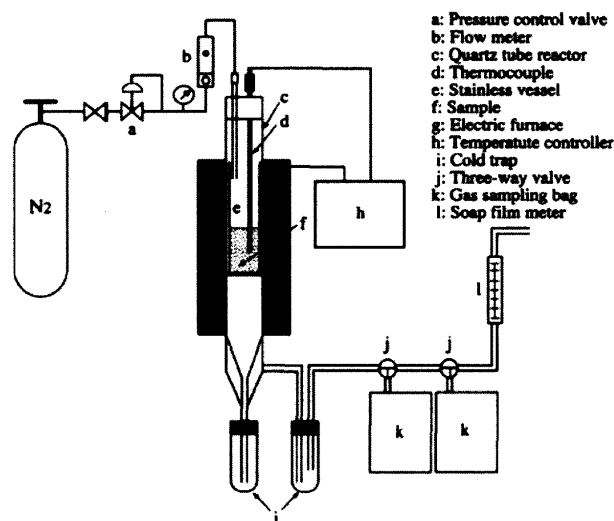 a: Pressure control valve
b: Flow meter
c: Quartz tube reactor
d: Thermocouple
e: Stainless vessel
f: Sample
g: Electric furnace
h: Temperatute controller
i: Cold trap
j: Three-way valve
k: Gas sampling bag
l: Soap film meter
b
a
c
d
N2
e
f
h
l
j
j
k
k
i